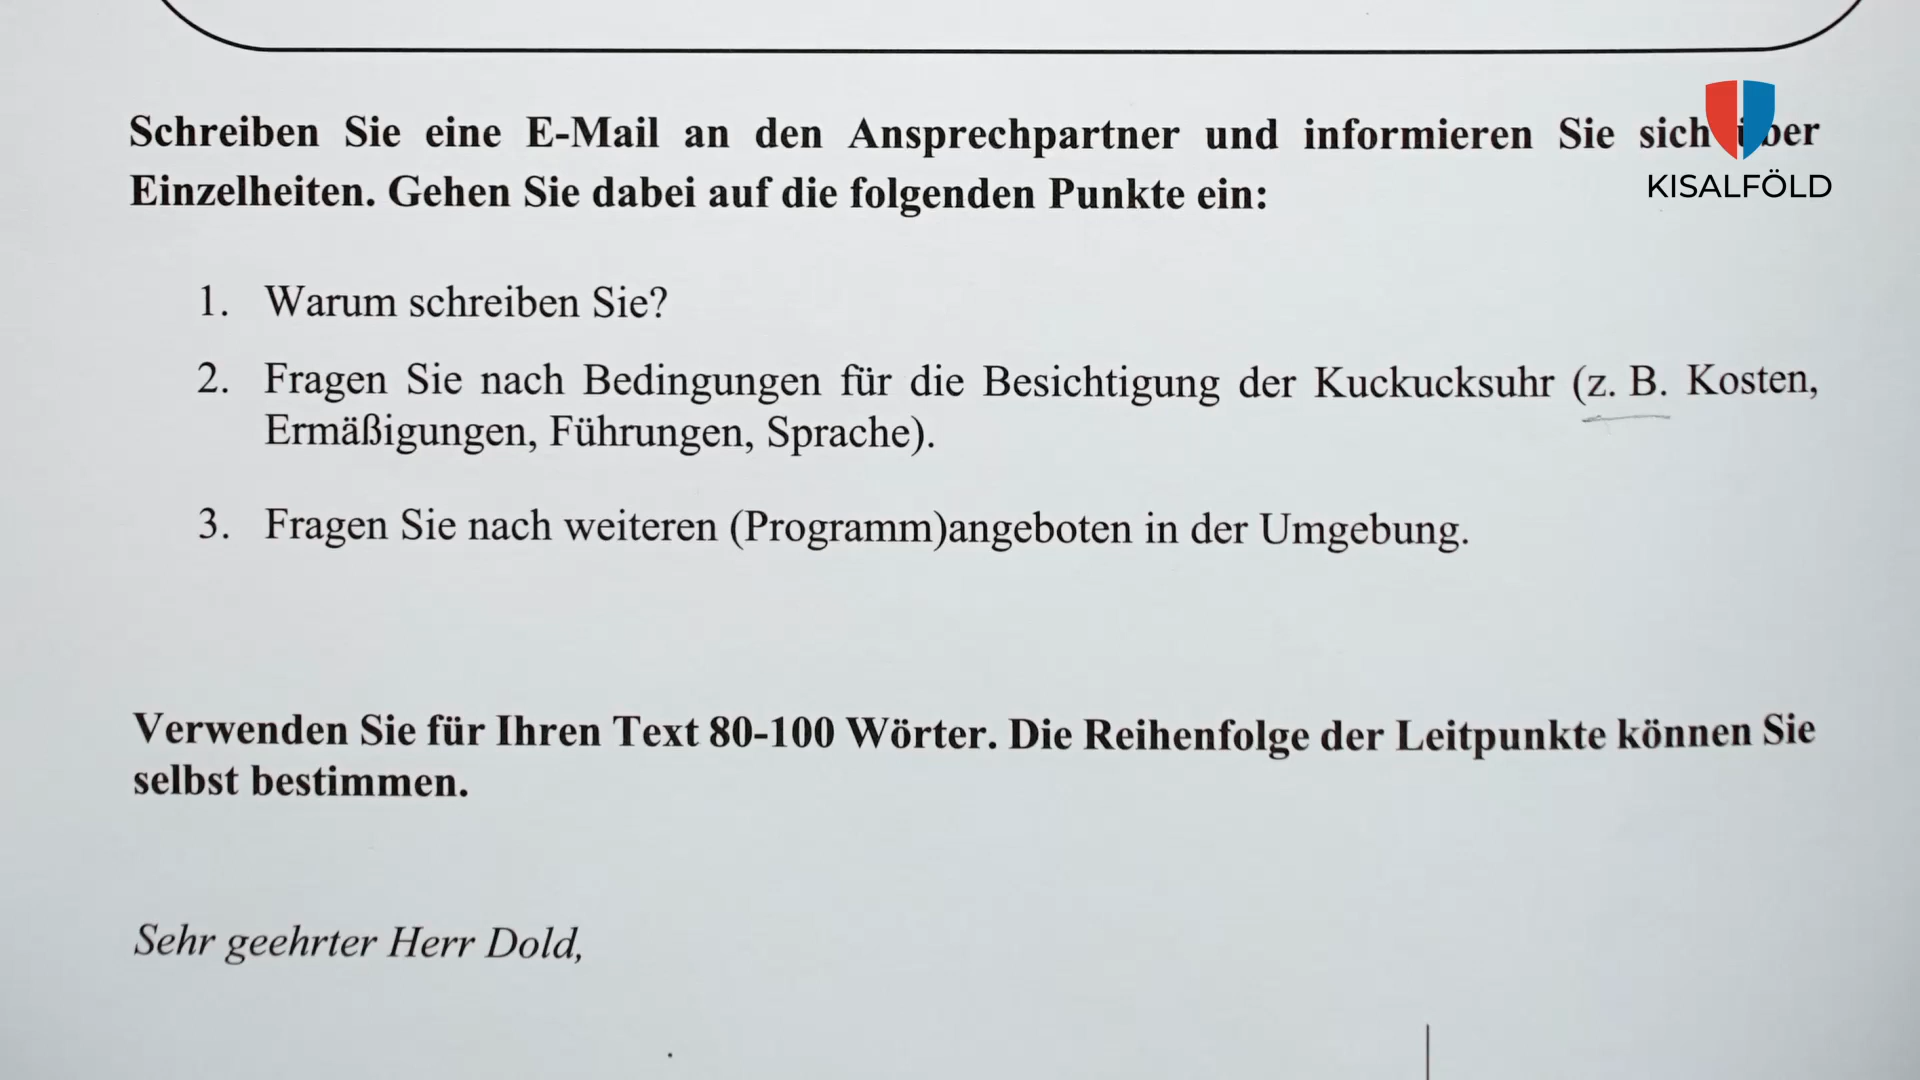 Schreiben Sie eine E-Mail an den Ansprechpartner und informieren Sie sich
KISALFÖLD
Einzelheiten. Gehen Sie dabei auf die folgenden Punkte ein:
1. Warum schreiben Sie?
2. Fragen Sie nach Bedingungen für die Besichtigung der Kuckucksuhr (z. B. Kosten,
Ermäßigungen, Führungen, Sprache).
3. Fragen Sie nach weiteren (Programm)angeboten in der Umgebung.
Verwenden Sie für Ihren Text 80-100 Wörter. Die Reihenfolge der Leitpunkte können Sie
selbst bestimmen.
Sehr geehrter Herr Dold,